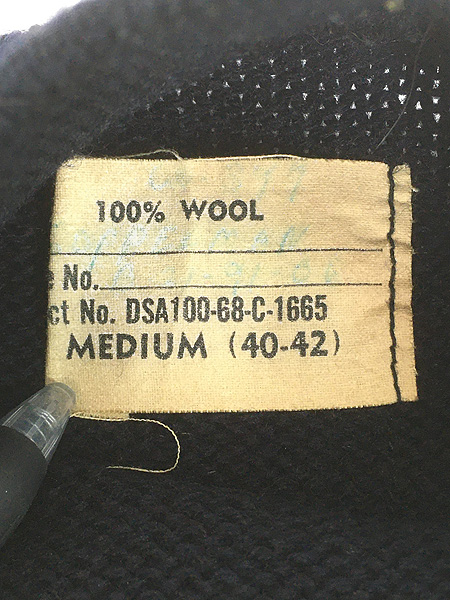 100% WOOL
e No.
ct No. DSA100-68-C-1665
MEDIUM (40-42)